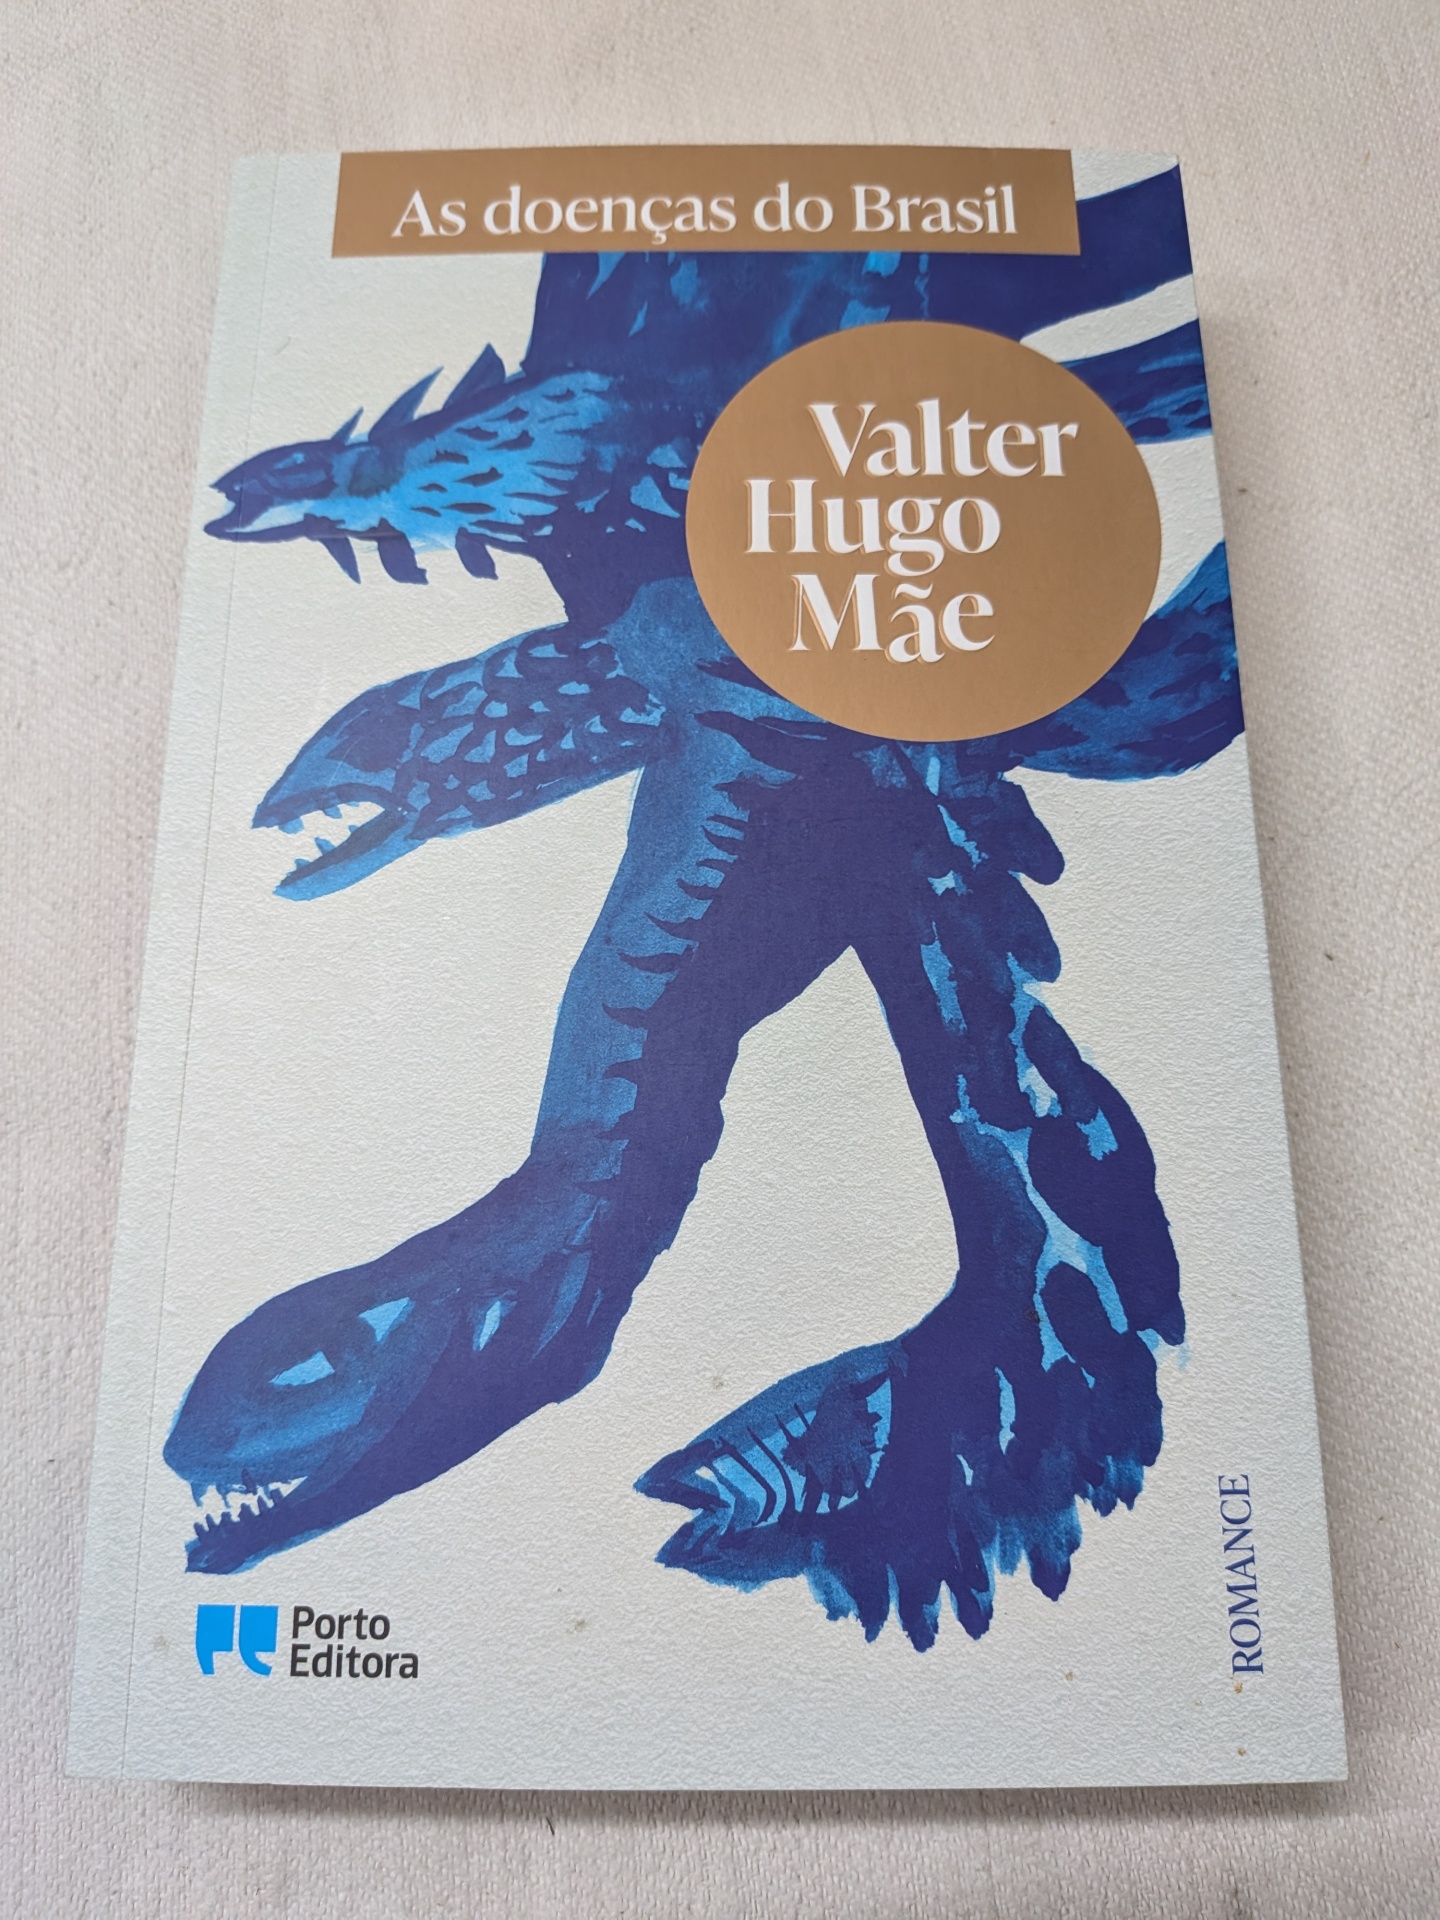 As doenças do Brasil
Valter
Hugo
Mãe
ROMANCE
Porto
Editora